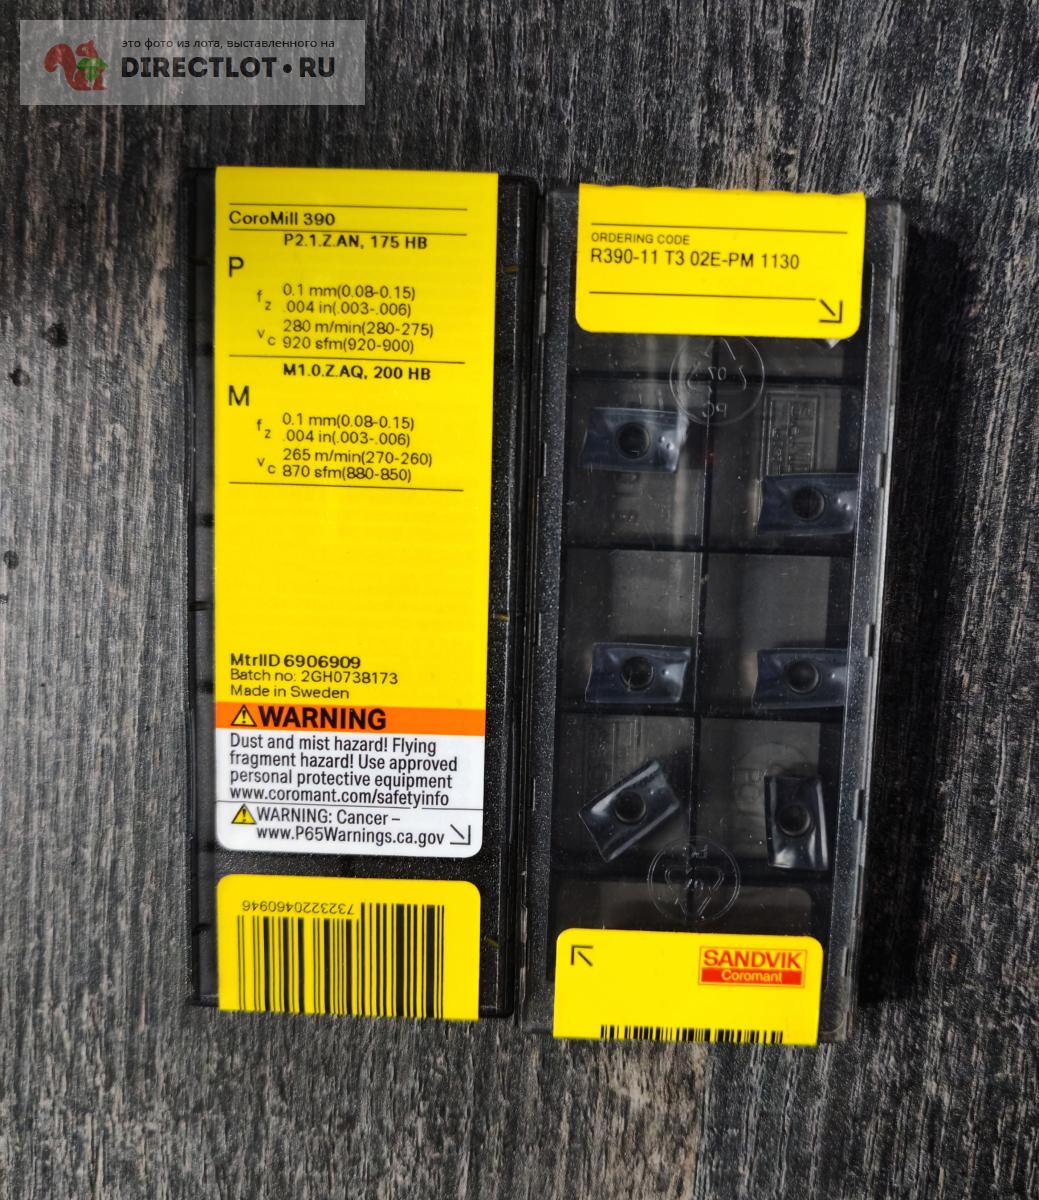 это фото из лота, выставленного на
DIRECTLOT.RU
CoroMill 390
P2.1.Z.AN, 175 HB
P
fz 0.1 mm(0.08-0.15)
.004 in(.003-.006)
vc 280 m/min(280-275)
920 sfm(920-900)
M1.0.Z.AQ, 200 HB
M
fz 0.1 mm(0.08-0.15)
.004 in(.003-.006)
vc 265 m/min(270-260)
870 sfm(880-850)
MtrlID 6906909
Batch no: 2GH0738173
Made in Sweden
WARNING
Dust and mist hazard! Flying
fragment hazard! Use approved
personal protective equipment
www.coromant.com/safetyinfo
WARNING: Cancer –
www.P65Warnings.ca.gov
7323220460946
ORDERING CODE
R390-11 T3 02E-PM 1130
SANDVIK
Coromant